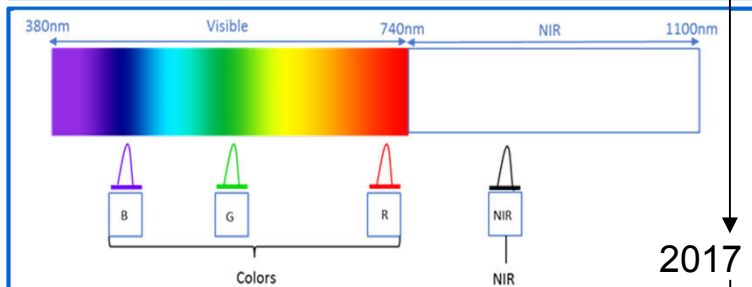 380nm Visible 740nm NIR 1100nm
B G R NIR
2017
Colors NIR